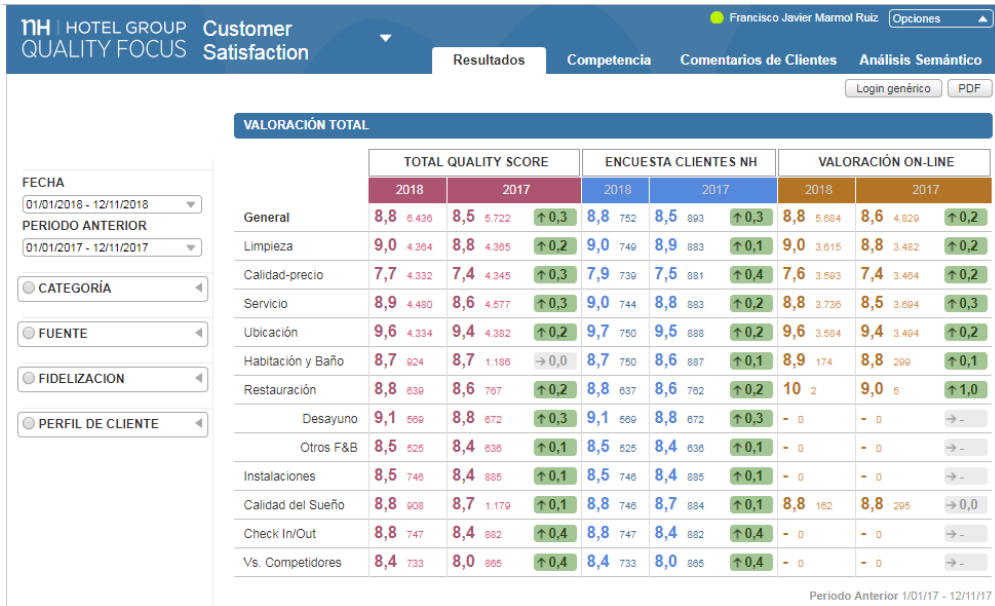 nH | HOTEL GROUP
QUALITY FOCUS
Customer
Satisfaction
Francisco Javier Marmol Ruiz Opciones
Resultados Competencia Comentarios de Clientes Análisis Semántico
Login genérico PDF
VALORACIÓN TOTAL
FECHA
01/01/2018 - 12/11/2018
PERIODO ANTERIOR
01/01/2017 - 12/11/2017
CATEGORÍA
FUENTE
FIDELIZACION
PERFIL DE CLIENTE
TOTAL QUALITY SCORE ENCUESTA CLIENTES NH VALORACIÓN ON-LINE
2018 2017 2018 2017 2018 2017
General 8,8 6.436 8,5 5.722 ↑0,3 8,8 752 8,5 893 ↑0,3 8,8 5.684 8,6 4.829 ↑0,2
Limpieza 9,0 4.364 8,8 4.365 ↑0,2 9,0 749 8,9 883 ↑0,1 9,0 3.615 8,8 3.482 ↑0,2
Calidad-precio 7,7 4.332 7,4 4.345 ↑0,3 7,9 739 7,5 881 ↑0,4 7,6 3.593 7,4 3.464 ↑0,2
Servicio 8,9 4.480 8,6 4.577 ↑0,3 9,0 744 8,8 883 ↑0,2 8,8 3.736 8,5 3.694 ↑0,3
Ubicación 9,6 4.334 9,4 4.382 ↑0,2 9,7 750 9,5 888 ↑0,2 9,6 3.584 9,4 3.494 ↑0,2
Habitación y Baño 8,7 924 8,7 1.186 →0,0 8,7 750 8,6 887 ↑0,1 8,9 174 8,8 299 ↑0,1
Restauración 8,8 639 8,6 767 ↑0,2 8,8 637 8,6 762 ↑0,2 10 2 9,0 5 ↑1,0
Desayuno 9,1 569 8,8 672 ↑0,3 9,1 569 8,8 672 ↑0,3 - 0 - 0 →-
Otros F&B 8,5 525 8,4 636 ↑0,1 8,5 525 8,4 636 ↑0,1 - 0 - 0 →-
Instalaciones 8,5 746 8,4 885 ↑0,1 8,5 746 8,4 885 ↑0,1 - 0 - 0 →-
Calidad del Sueño 8,8 908 8,7 1.179 ↑0,1 8,8 746 8,7 884 ↑0,1 8,8 162 8,8 295 →0,0
Check In/Out 8,8 747 8,4 882 ↑0,4 8,8 747 8,4 882 ↑0,4 - 0 - 0 →-
Vs. Competidores 8,4 733 8,0 865 ↑0,4 8,4 733 8,0 865 ↑0,4 - 0 - 0 →-
Periodo Anterior 1/01/17 - 12/11/17